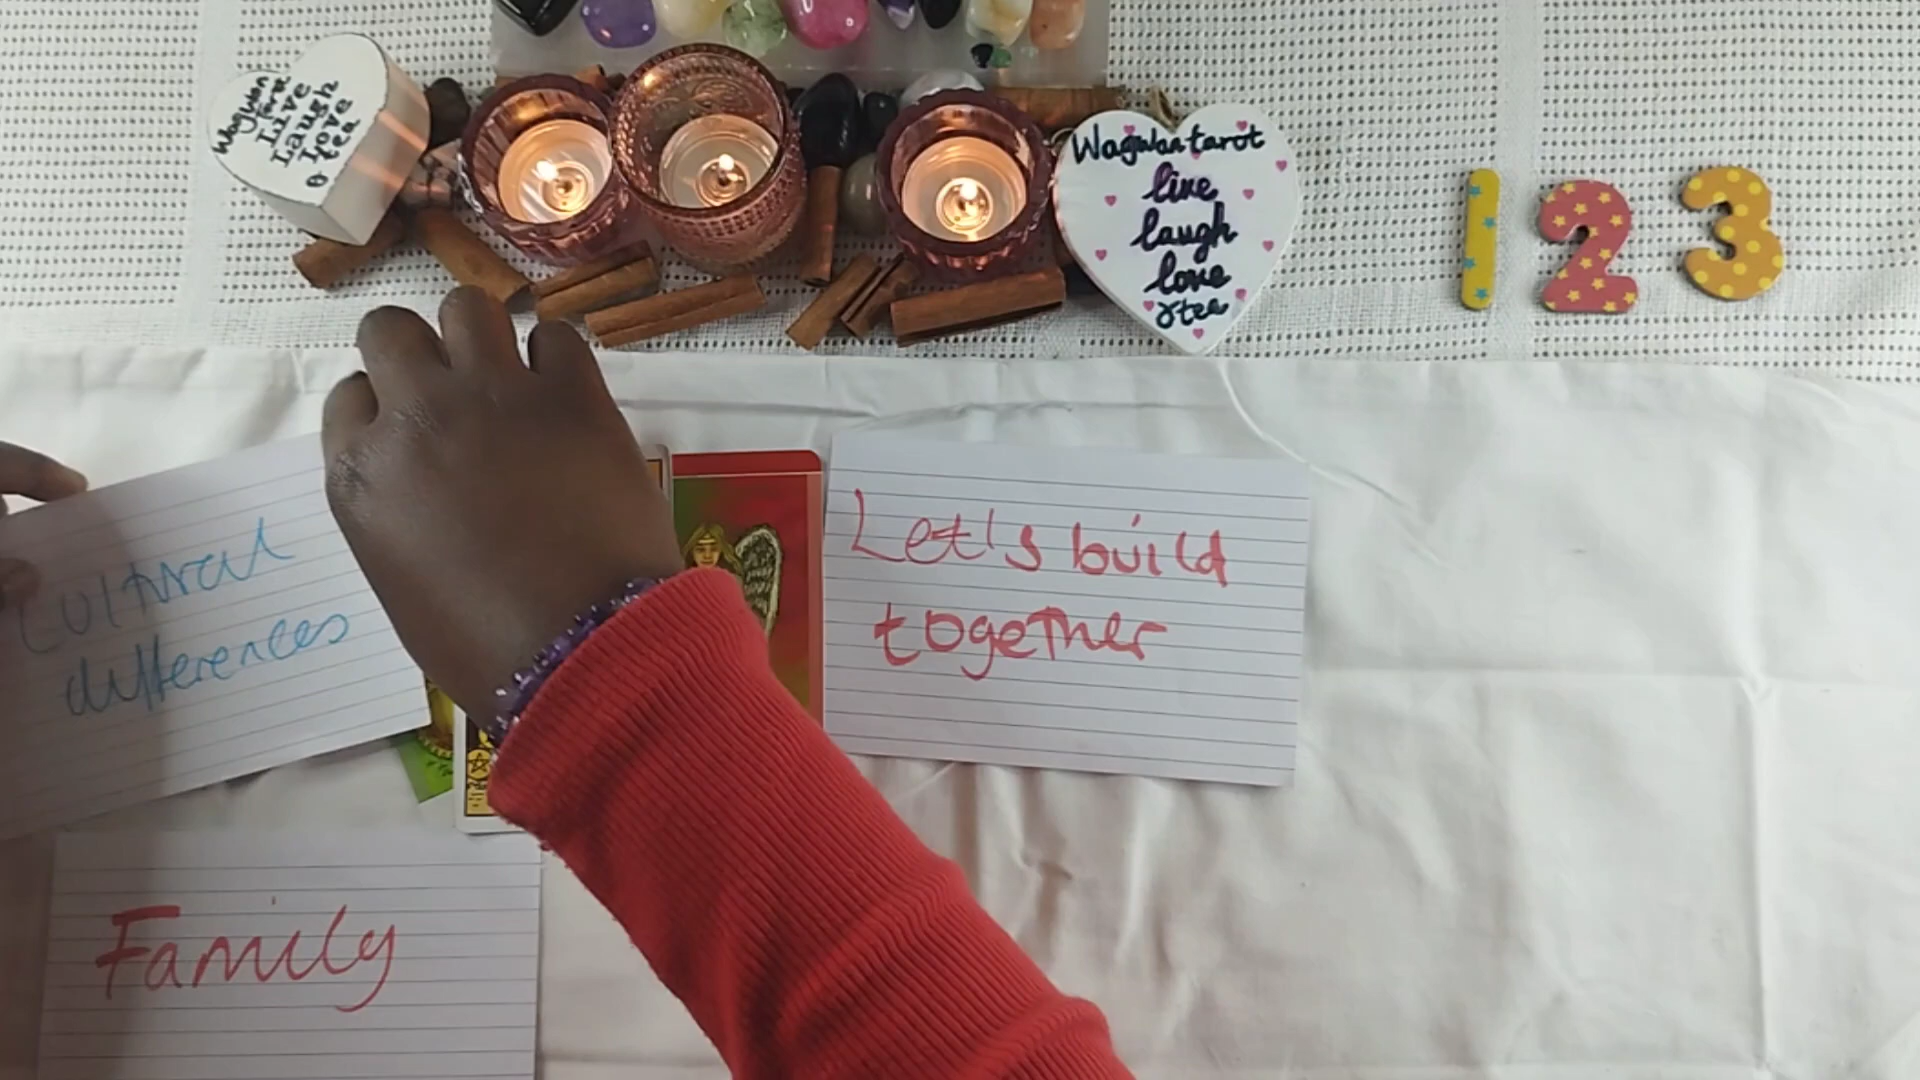 Wagwan
Tarot
Live
Laugh
Love
& tea
Wagwan tarot
live
laugh
love
& tea
1 2 3
Cultural
differences
Let's build
together
Family